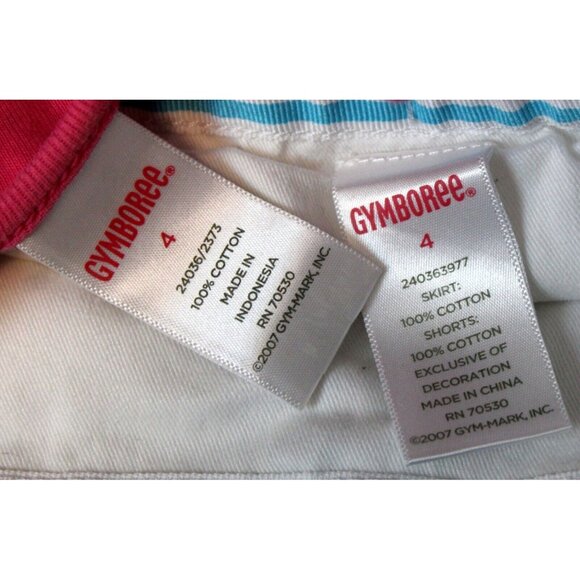 GYMBOREE®
4
24036/2373
100% COTTON
MADE IN
INDONESIA
RN 70530
©2007 GYM-MARK, INC.
GYMBOREE®
4
240363977
SKIRT:
100% COTTON
SHORTS:
100% COTTON
EXCLUSIVE OF
DECORATION
MADE IN CHINA
RN 70530
©2007 GYM-MARK, INC.